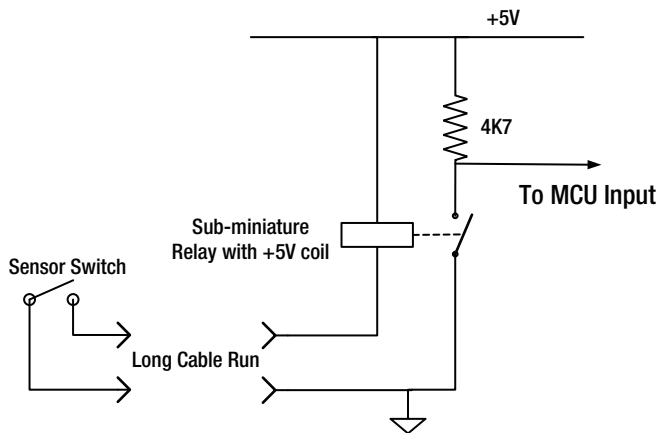 +5V
4K7
To MCU Input
Sub-miniature
Relay with +5V coil
Sensor Switch
Long Cable Run